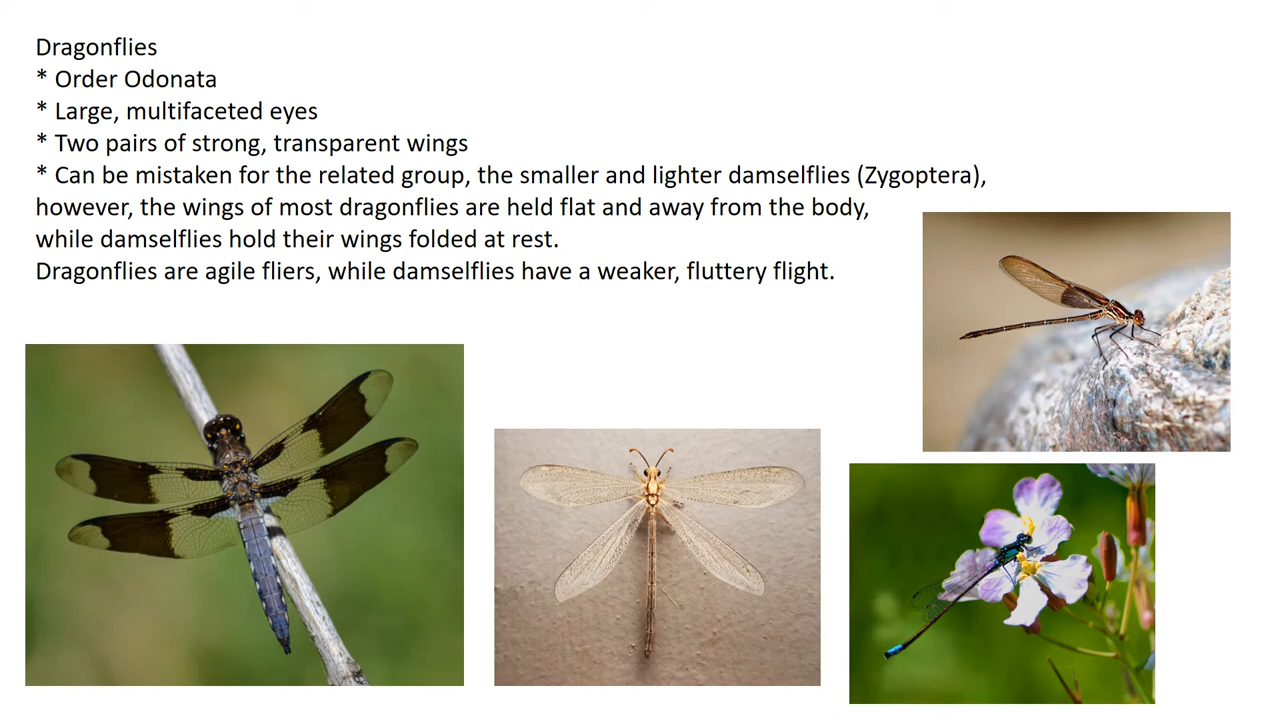 Dragonflies
* Order Odonata
* Large, multifaceted eyes
* Two pairs of strong, transparent wings
* Can be mistaken for the related group, the smaller and lighter damselflies (Zygoptera),
however, the wings of most dragonflies are held flat and away from the body,
while damselflies hold their wings folded at rest.
Dragonflies are agile fliers, while damselflies have a weaker, fluttery flight.